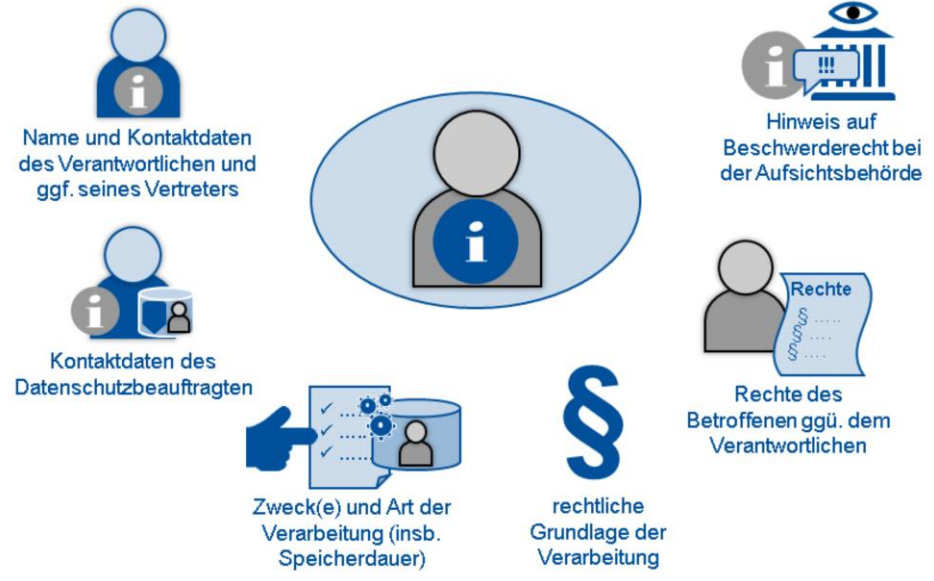 Name und Kontaktdaten
des Verantwortlichen und
ggf. seines Vertreters
i
Kontaktdaten des
Datenschutzbeauftragten
i
i
Zweck(e) und Art der
Verarbeitung (insb.
Speicherdauer)
§
rechtliche
Grundlage der
Verarbeitung
Rechte
§ .....
§ ....
§ ....
Rechte des
Betroffenen ggü. dem
Verantwortlichen
i
!!!
Hinweis auf
Beschwerderecht bei
der Aufsichtsbehörde